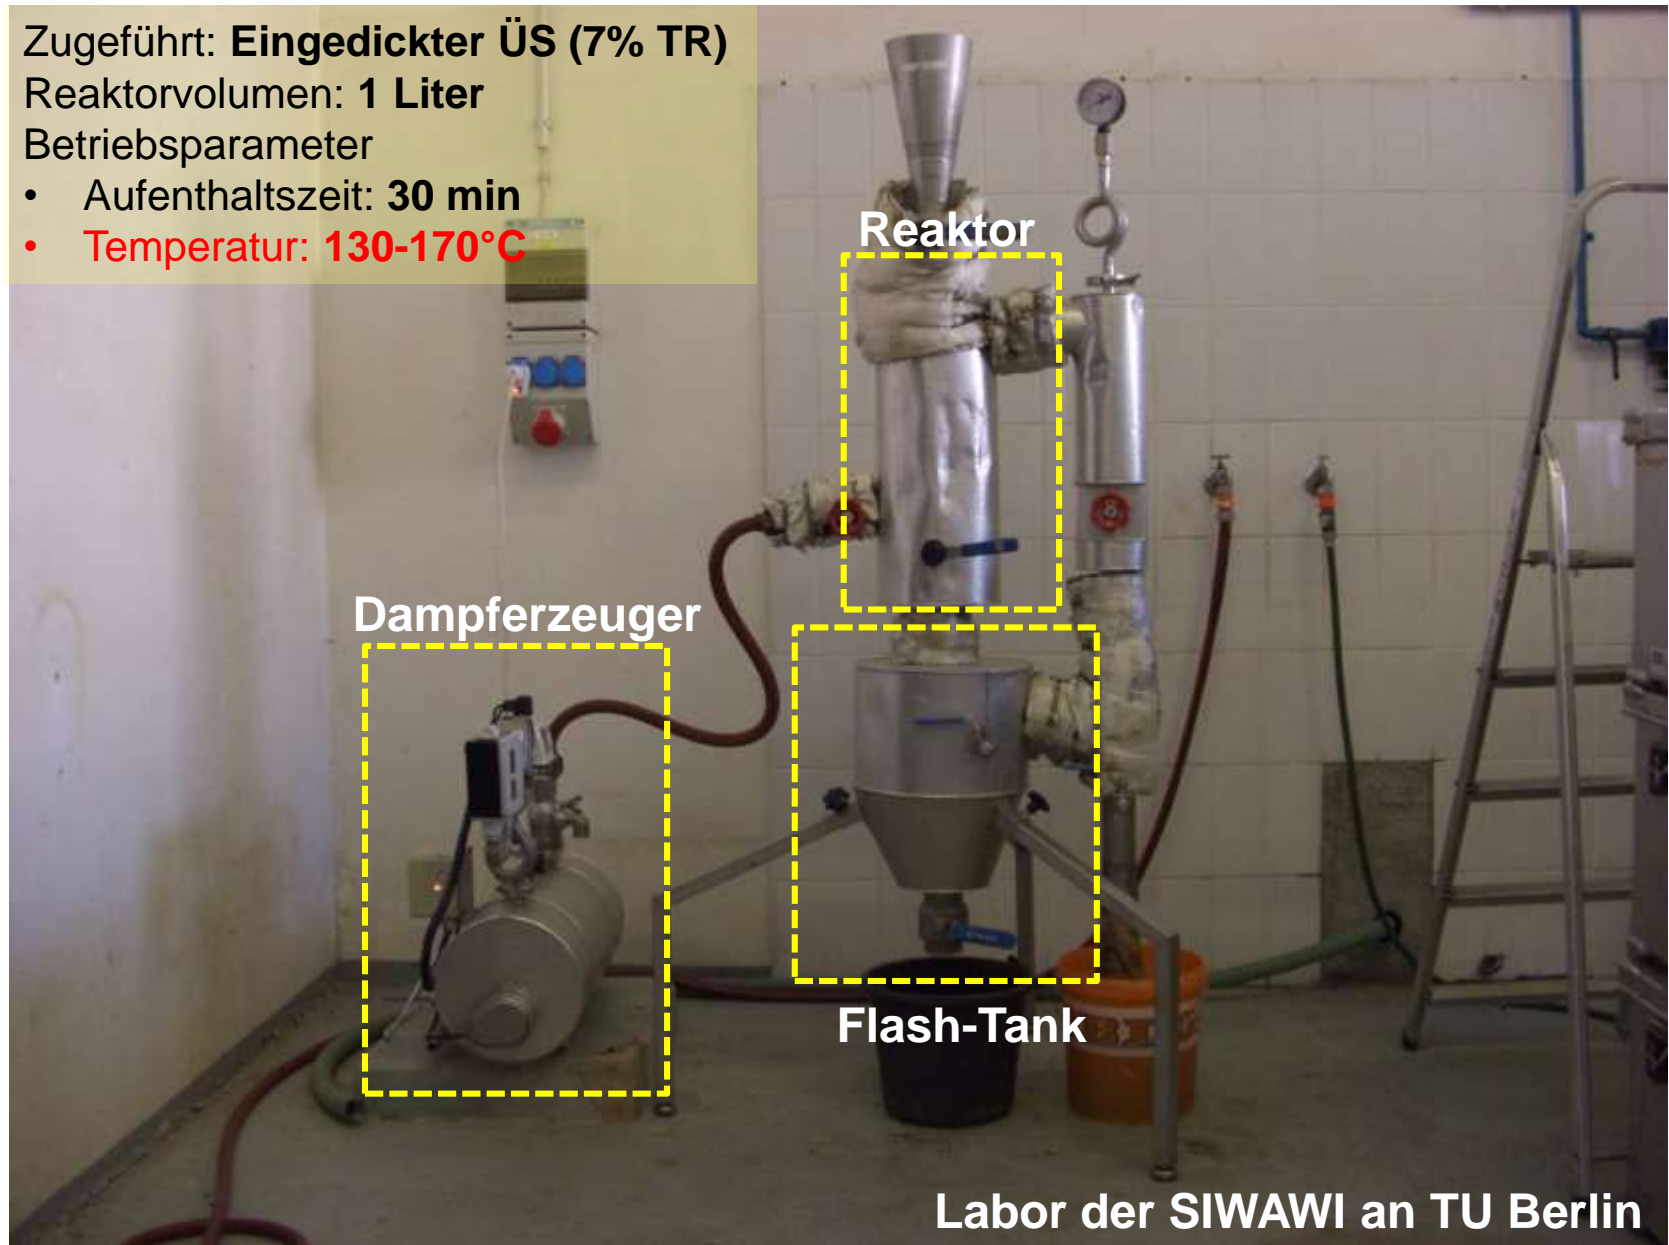 Zugeführt: Eingedickter ÜS (7% TR)
Reaktorvolumen: 1 Liter
Betriebsparameter
• Aufenthaltszeit: 30 min
• Temperatur: 130-170°C
Reaktor
Dampferzeuger
Flash-Tank
Labor der SIWAWI an TU Berlin